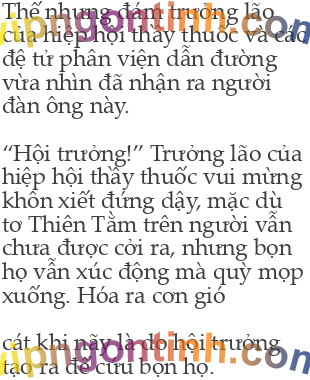 Thế nhưng đám trưởng lão
của hiệp hội thầy thuốc và các
đệ tử phân viện dẫn đường
vừa nhìn đã nhận ra người
đàn ông này.
“Hội trưởng!” Trưởng lão của
hiệp hội thầy thuốc vui mừng
khôn xiết đứng dậy, mặc dù
tơ Thiên Tằm trên người vẫn
chưa được cởi ra, nhưng bọn
họ vẫn xúc động mà quỳ mọp
xuống. Hóa ra cơn gió
cát khi nãy là do hội trưởng
tạo ra để cứu bọn họ.
vipngontinh.com
vipngontinh.com